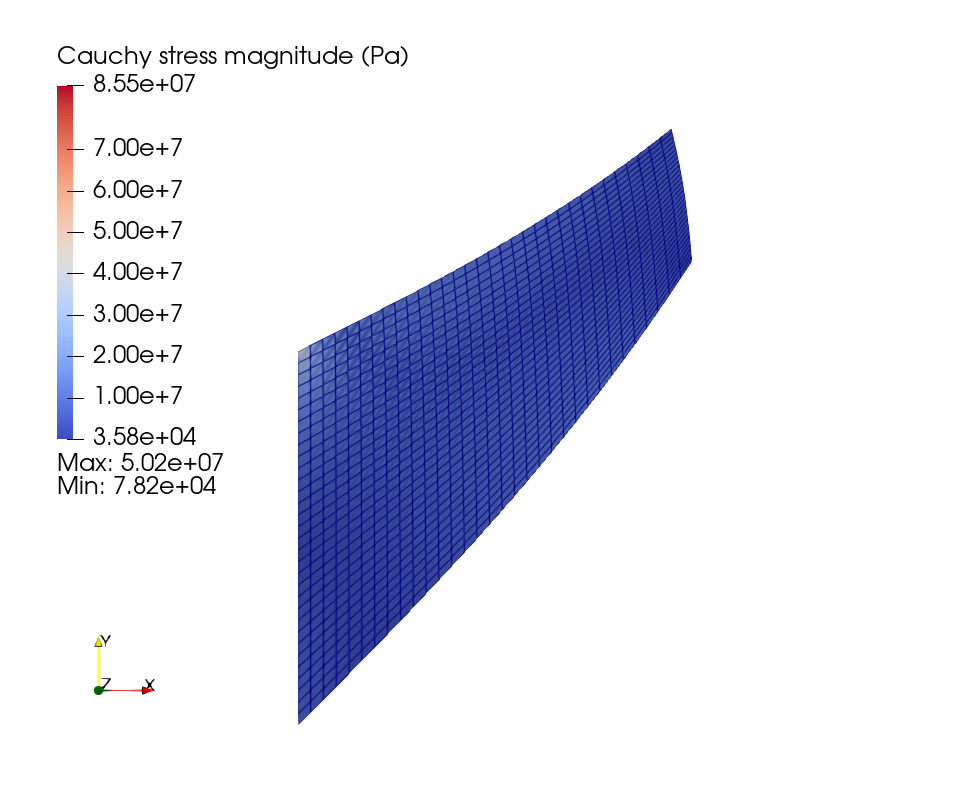 Cauchy stress magnitude (Pa)
8.55e+07
7.00e+7
6.00e+7
5.00e+7
4.00e+7
3.00e+7
2.00e+7
1.00e+7
3.58e+04
Max: 5.02e+07
Min: 7.82e+04
Y
Z X